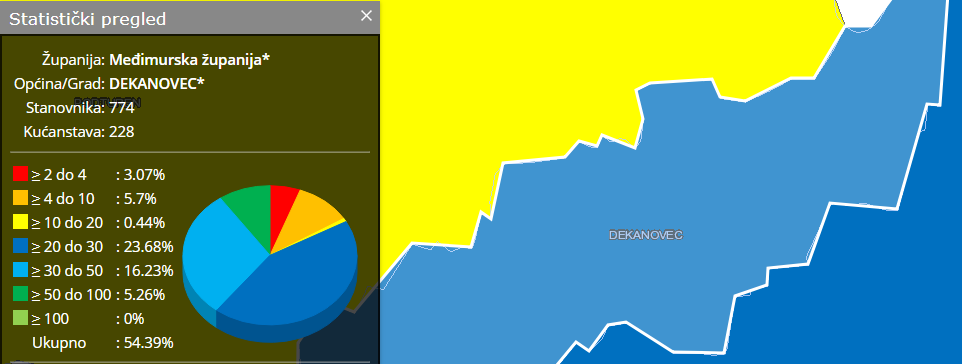 Statistički pregled ×
Županija: Međimurska županija*
Općina/Grad: DEKANOVEC*
Stanovnika: 774
Kućanstava: 228
≥ 2 do 4 : 3.07%
≥ 4 do 10 : 5.7%
≥ 10 do 20 : 0.44%
≥ 20 do 30 : 23.68%
≥ 30 do 50 : 16.23%
≥ 50 do 100 : 5.26%
≥ 100 : 0%
Ukupno : 54.39%
DEKANOVEC